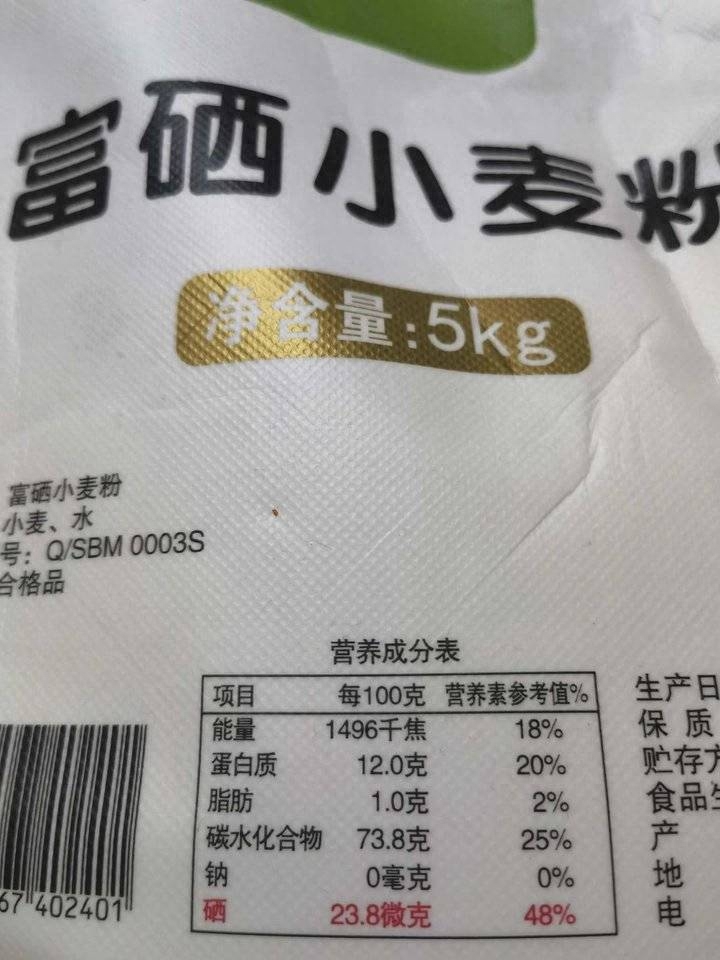 富硒小麦粉
净含量:5kg
富硒小麦粉
小麦、水
号: Q/SBM 0003S
合格品
营养成分表
项目 每100克 营养素参考值%
能量 1496千焦 18%
蛋白质 12.0克 20%
脂肪 1.0克 2%
碳水化合物 73.8克 25%
钠 0毫克 0%
硒 23.8微克 48%
生产日
保 质
贮存方
食品生
产
地
电
67 402401